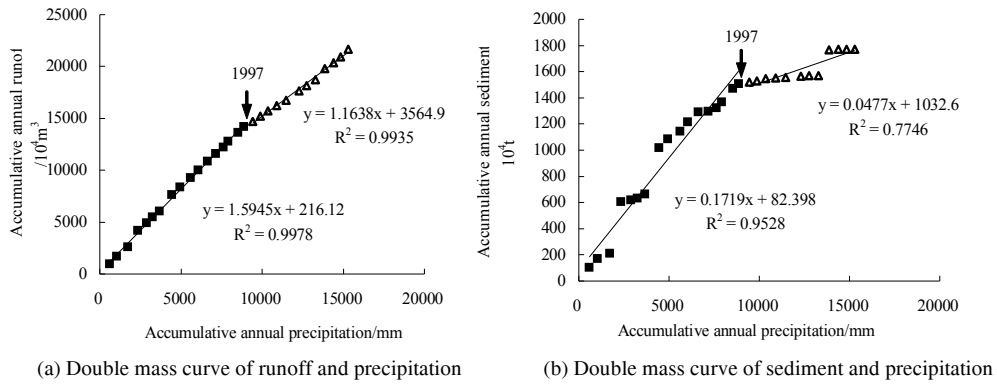 25000
20000
15000
10000
5000
0
0
5000
10000
15000
20000
Accumulative annual runof
/10⁴m³
1997
y = 1.1638x + 3564.9
R² = 0.9935
y = 1.5945x + 216.12
R² = 0.9978
Accumulative annual precipitation/mm
(a) Double mass curve of runoff and precipitation
2000
1800
1600
1400
1200
1000
800
600
400
200
0
0
5000
10000
15000
20000
Accumulative annual sediment
10⁴t
1997
y = 0.0477x + 1032.6
R² = 0.7746
y = 0.1719x + 82.398
R² = 0.9528
Accumulative annual precipitation/mm
(b) Double mass curve of sediment and precipitation